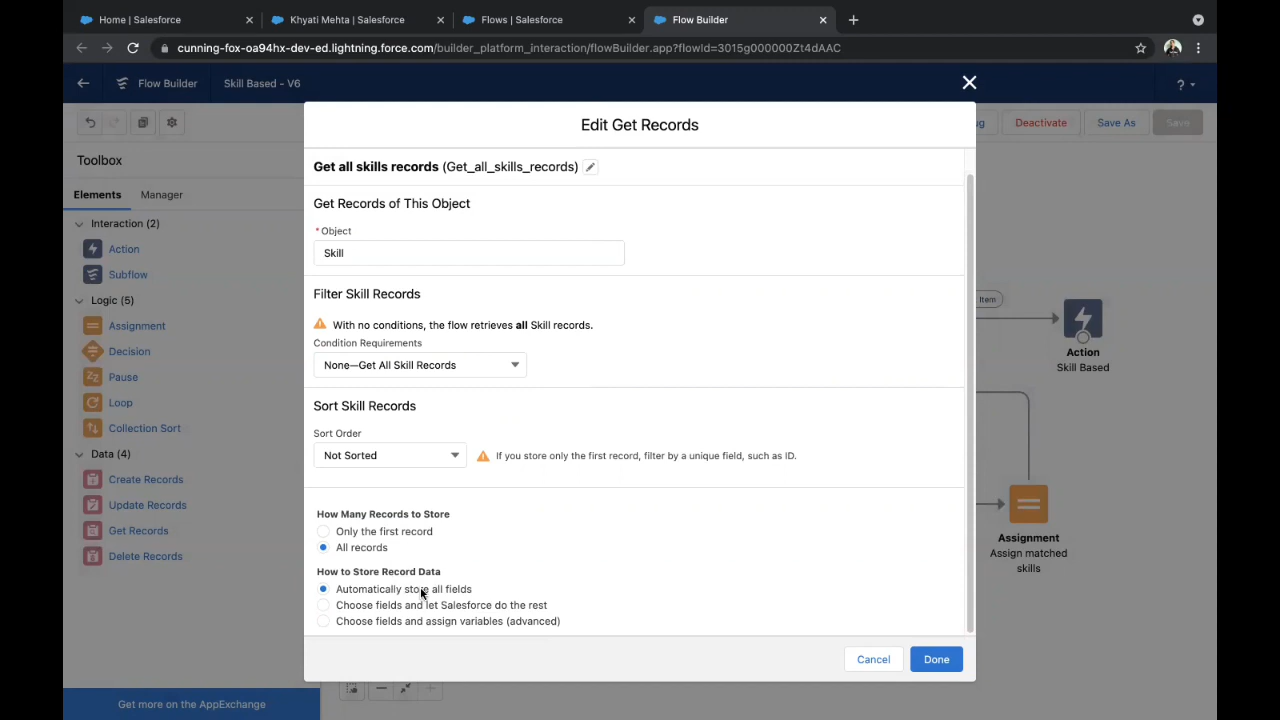 Home | Salesforce
Khyati Mehta | Salesforce
Flows | Salesforce
Flow Builder
cunning-fox-oa94hx-dev-ed.lightning.force.com/builder_platform_interaction/flowBuilder.app?flowId=3015g000000Zt4dAAC
Flow Builder
Skill Based - V6
?
Deactivate
Save As
Save
Toolbox
Elements
Manager
Interaction (2)
Action
Subflow
Logic (5)
Assignment
Decision
Pause
Loop
Collection Sort
Data (4)
Create Records
Update Records
Get Records
Delete Records
Get more on the AppExchange
Edit Get Records
Get all skills records (Get_all_skills_records)
Get Records of This Object
* Object
Skill
Filter Skill Records
With no conditions, the flow retrieves all Skill records.
Condition Requirements
None—Get All Skill Records
Sort Skill Records
Sort Order
Not Sorted
If you store only the first record, filter by a unique field, such as ID.
How Many Records to Store
Only the first record
All records
How to Store Record Data
Automatically store all fields
Choose fields and let Salesforce do the rest
Choose fields and assign variables (advanced)
Cancel
Done
Item
Action
Skill Based
Assignment
Assign matched
skills